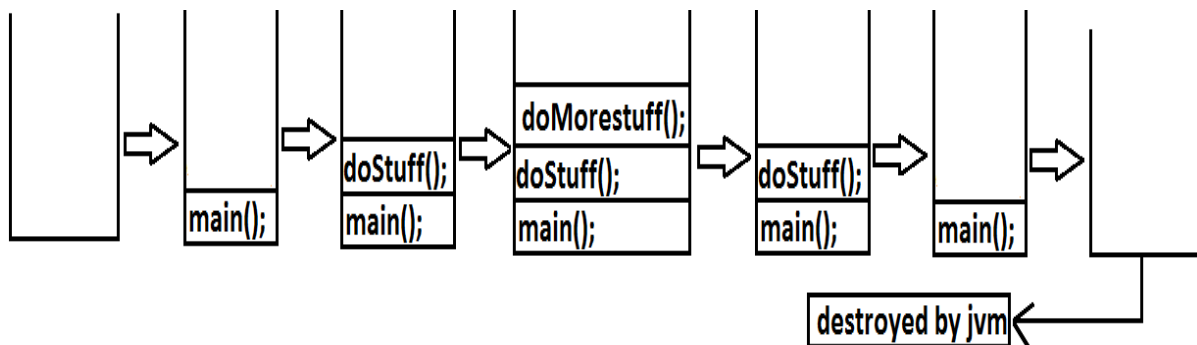 main();
doStuff();
main();
doMorestuff();
doStuff();
main();
doStuff();
main();
main();
destroyed by jvm